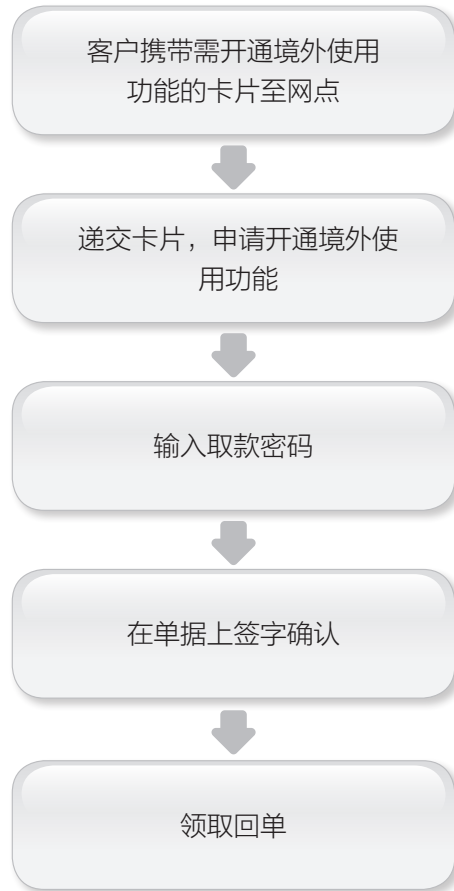 客户携带需开通境外使用
功能的卡片至网点
递交卡片，申请开通境外使
用功能
输入取款密码
在单据上签字确认
领取回单